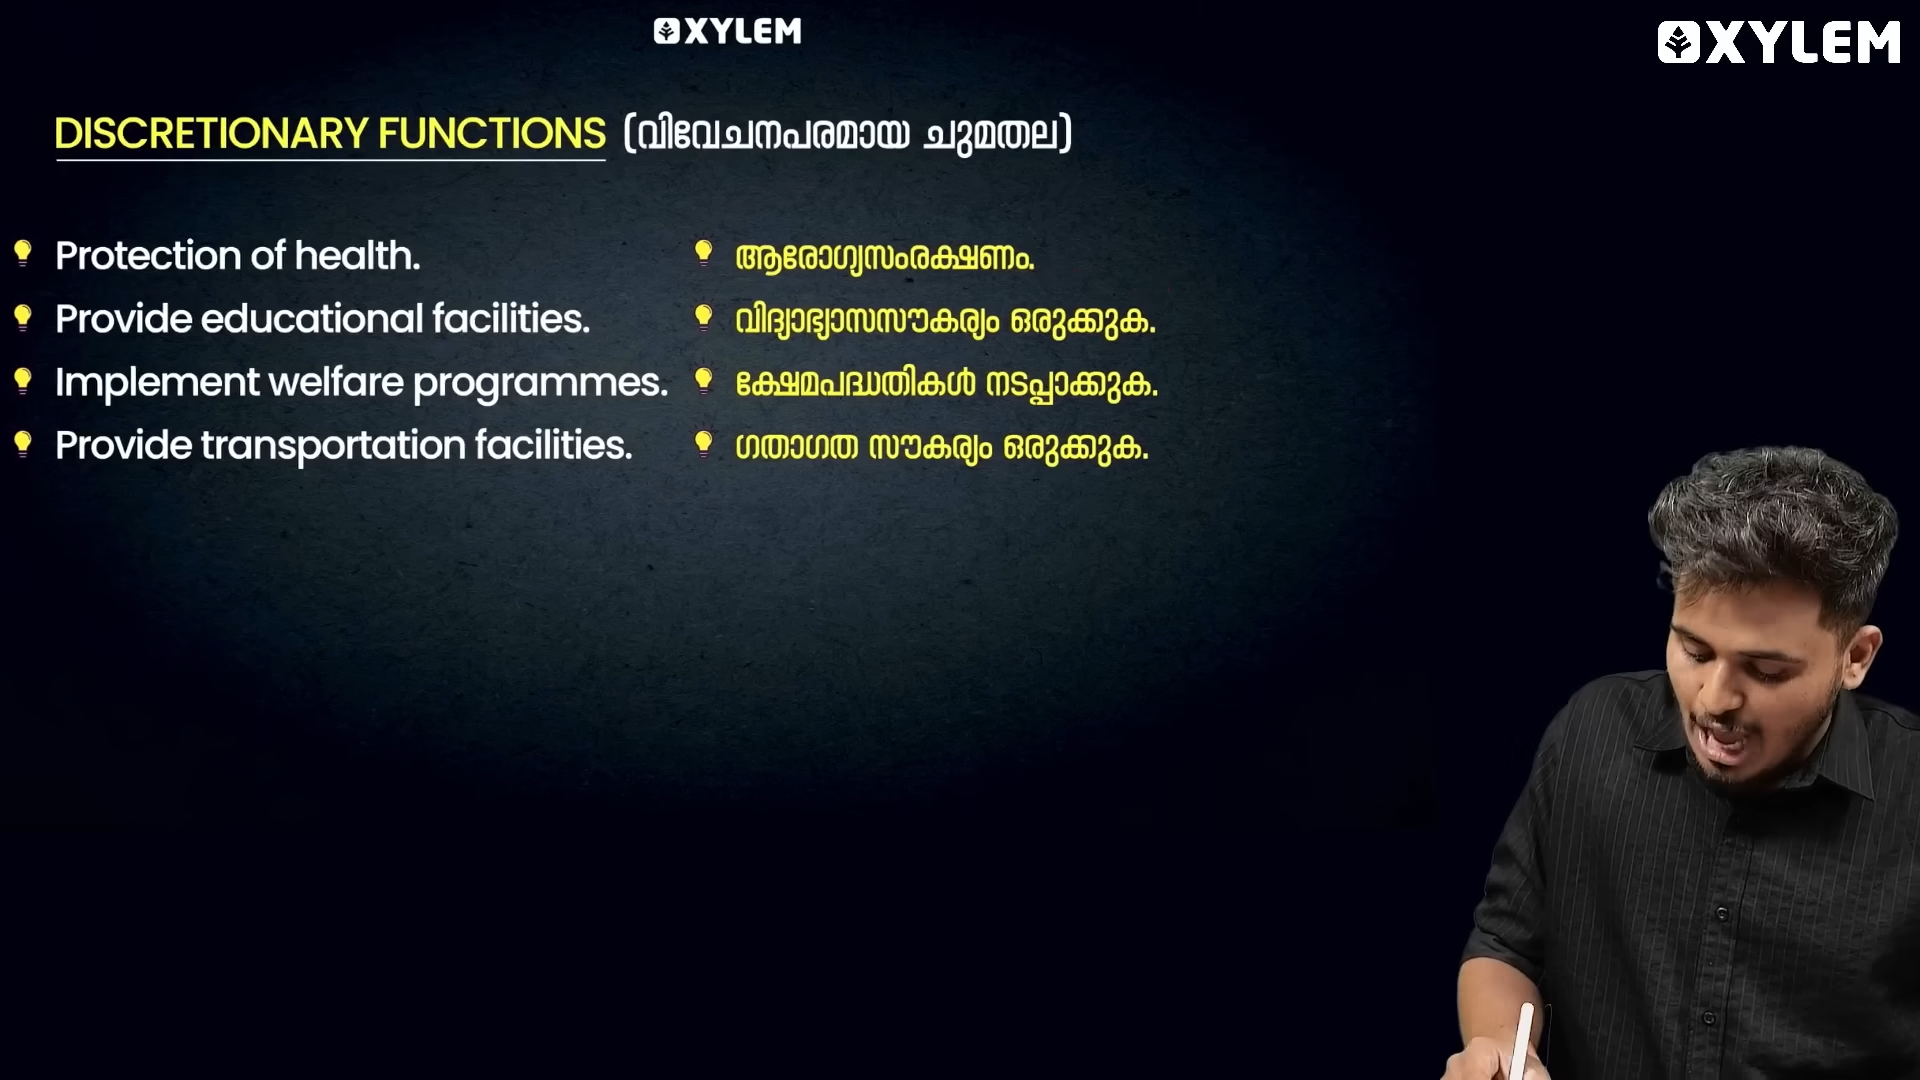 XYLEM
XYLEM
DISCRETIONARY FUNCTIONS (വിവേചനപരമായ ചുമതല)
Protection of health.
Provide educational facilities.
Implement welfare programmes.
Provide transportation facilities.
ആരോഗ്യസംരക്ഷണം.
വിദ്യാഭ്യാസസൗകര്യം ഒരുക്കുക.
ക്ഷേമപദ്ധതികൾ നടപ്പാക്കുക.
ഗതാഗത സൗകര്യം ഒരുക്കുക.